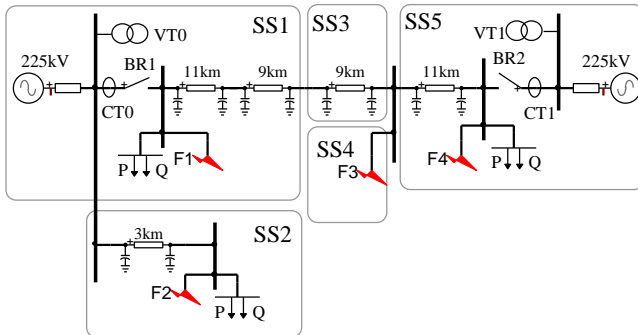 VT0
SS1
SS3
VT1
SS5
225kV
BR1
11km
9km
9km
11km
BR2
225kV
CT0
CT1
P Q
F1
SS4
F3
F4
P Q
SS2
3km
F2
P Q